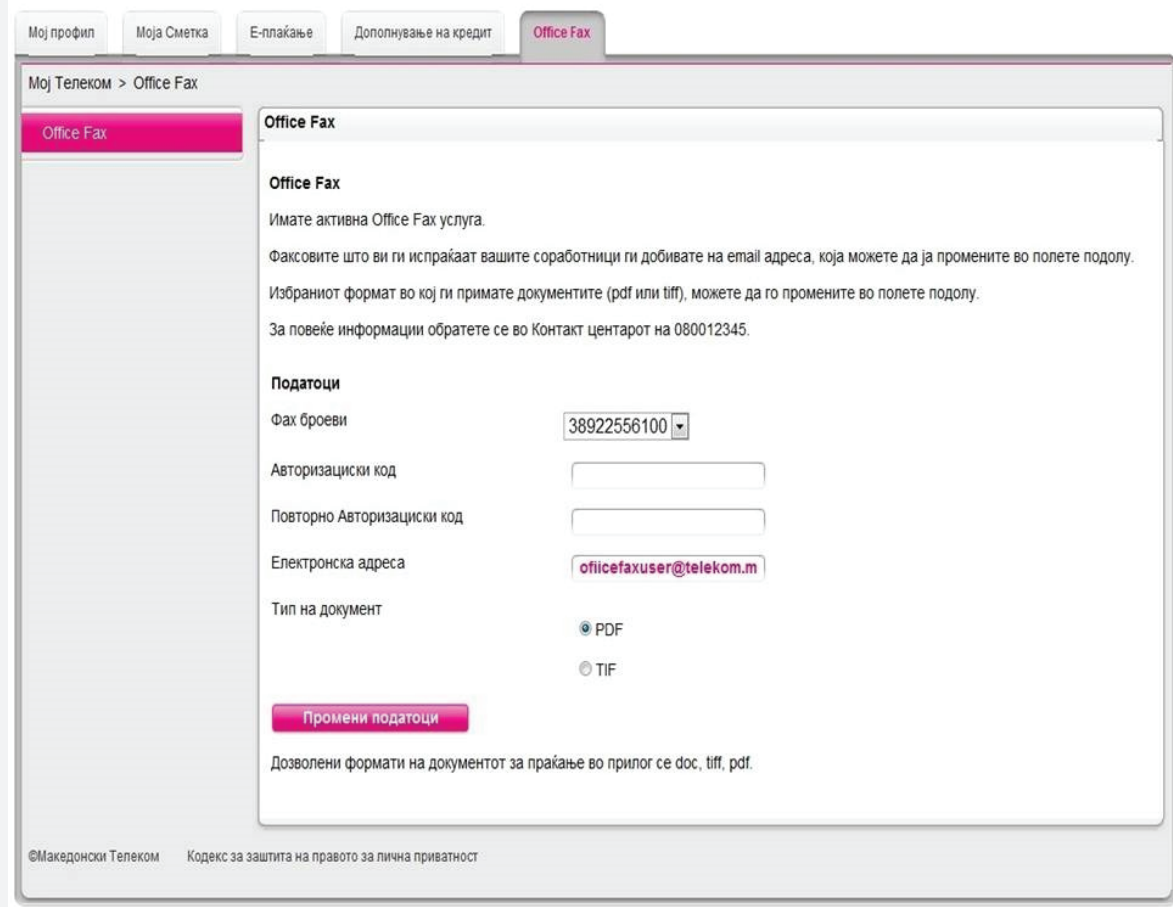 Мој профил Моја Сметка Е-плаќање Дополнување на кредит Office Fax
Мој Телеком > Office Fax
Office Fax
Office Fax
Office Fax
Имате активна Office Fax услуга.
Факсовите што ви ги испраќаат вашите соработници ги добивате на email адреса, која можете да ја промените во полете подолу.
Избраниот формат во кој ги примате документите (pdf или tiff), можете да го промените во полете подолу.
За повеќе информации обратете се во Контакт центарот на 080012345.
Податоци
Фах броеви 38922556100
Авторизациски код
Повторно Авторизациски код
Електронска адреса ofiicefaxuser@telekom.m
Тип на документ
PDF
TIF
Промени податоци
Дозволени формати на документот за праќање во прилог се doc, tiff, pdf.
©Македонски Телеком Кодекс за заштита на правото за лична приватност